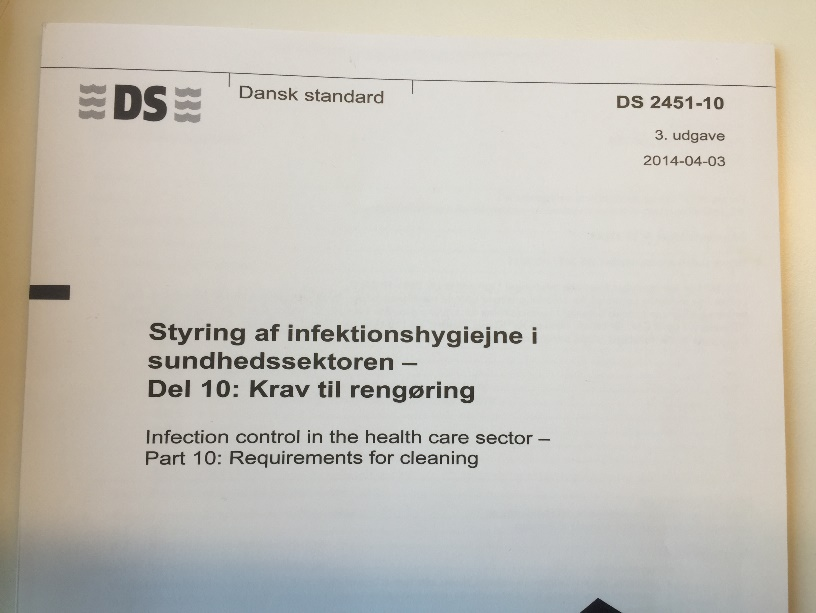 DS
Dansk standard
DS 2451-10
3. udgave
2014-04-03
Styring af infektionshygiejne i
sundhedssektoren –
Del 10: Krav til rengøring
Infection control in the health care sector –
Part 10: Requirements for cleaning